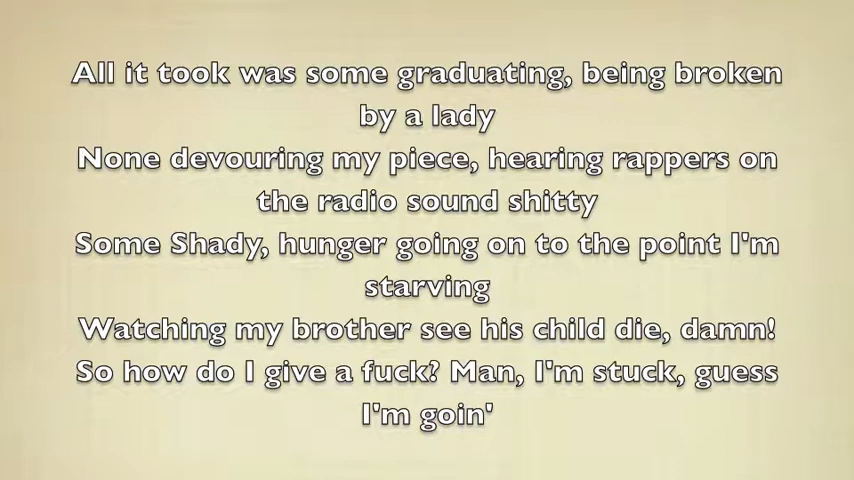 All it took was some graduating, being broken
by a lady
None devouring my piece, hearing rappers on
the radio sound shitty
Some Shady, hunger going on to the point I'm
starving
Watching my brother see his child die, damn!
So how do I give a fuck? Man, I'm stuck, guess
I'm goin'